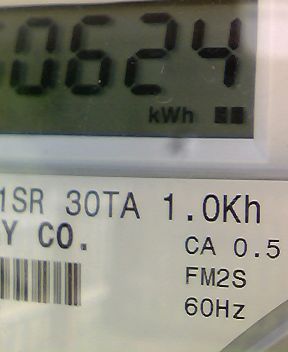 0624
kWh
1SR 30TA 1.0Kh
Y CO.
CA 0.5
FM2S
60Hz